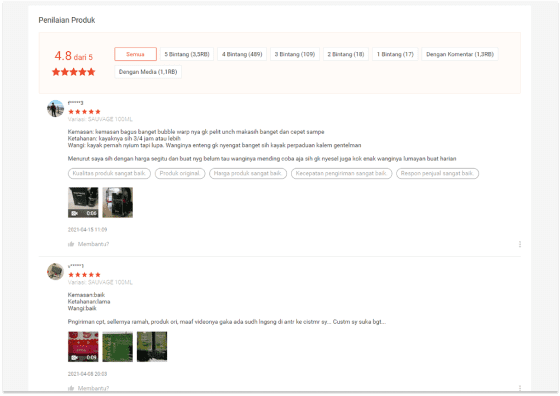 Penilaian Produk
4.8 dari 5
Semua
5 Bintang (3,5RB)
4 Bintang (489)
3 Bintang (109)
2 Bintang (18)
1 Bintang (17)
Dengan Komentar (1,3RB)
Dengan Media (1,1RB)
Variasi: SAUVAGE 100ML
Kemasan: kemasan bagus banget bubble warp nya gk pelit unch makasih banget dan cepet sampe
Ketahanan: kayaknya sih 3/4 jam atau lebih
Wangi: kayak pernah nyium tapi lupa. Wanginya enteng gk nyengat banget sih kayak perpaduan kalem gentelman
Menurut saya sih dengan harga segitu dan buat nyg belum tau wanginya mending coba aja sih gk nyesel juga kok enak wanginya lumayan buat harian
Kualitas produk sangat baik.
Produk original.
Harga produk sangat baik.
Kecepatan pengiriman sangat baik.
Respon penjual sangat baik.
0:06
2021-04-15 11:09
Membantu?
Variasi: SAUVAGE 100ML
Kemasan:baik
Ketahanan:lama
Wangi:baik
Pngiriman cpt, sellernya ramah, produk ori, maaf videonya gaka ada sudh lngsng di antr ke cistmr sy... Custm sy suka bgt...
0:09
2021-04-08 20:03
Membantu?